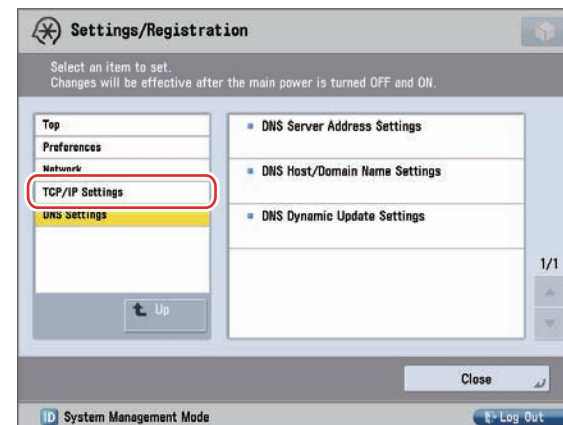 Settings/Registration
Select an item to set.
Changes will be effective after the main power is turned OFF and ON.
Top
Preferences
Network
TCP/IP Settings
DNS Settings
Up
DNS Server Address Settings
DNS Host/Domain Name Settings
DNS Dynamic Update Settings
1/1
Close
ID System Management Mode
Log Out